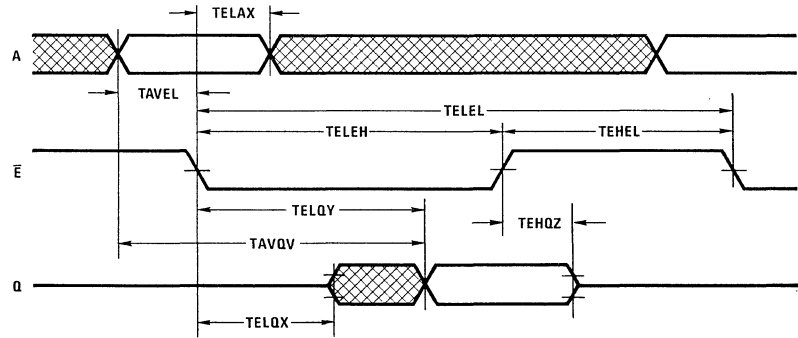 TELAX
A
TAVEL
TELEL
TELEH TEHEL
E̅
TELQY
TEHQZ
TAVQV
Q
TELQX